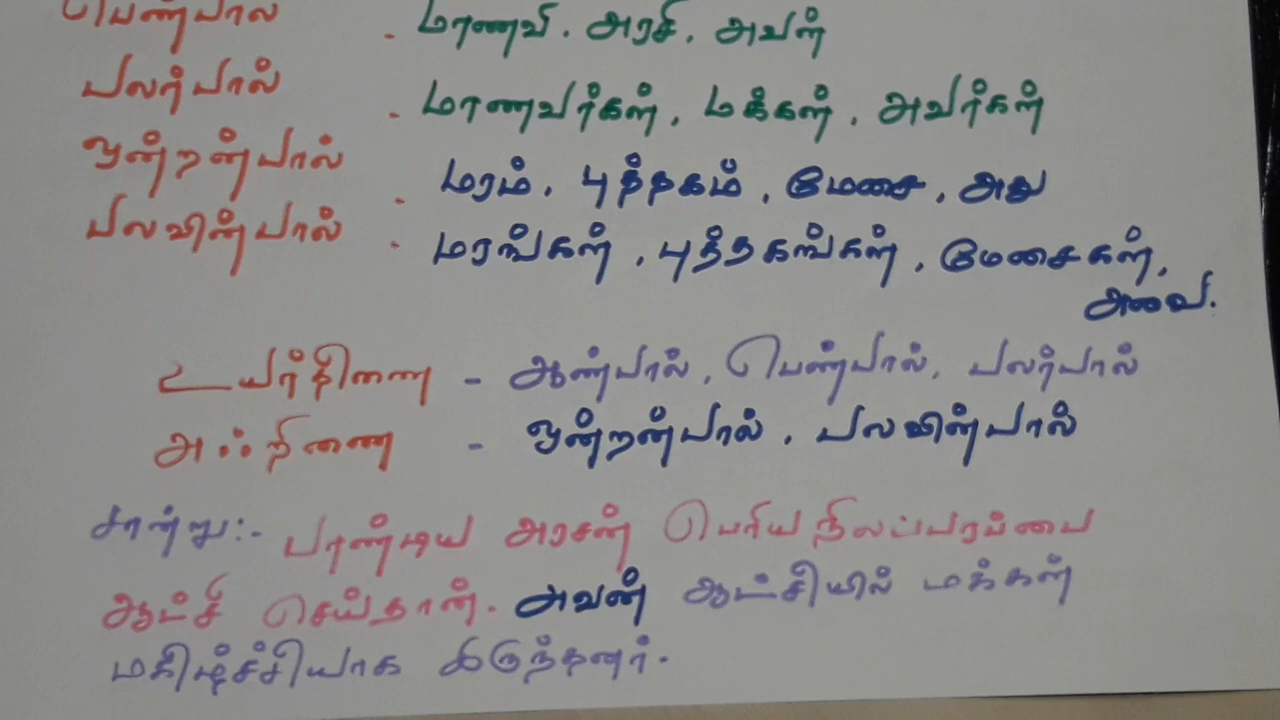 பெண்பால் - மாணவி, அரசி, அவள்
பலர்பால் - மாணவர்கள், மக்கள், அவர்கள்
ஒன்றன்பால் - மரம், புத்தகம், மேசை, அது
பலவின்பால் - மரங்கள், புத்தகங்கள், மேசைகள்,
அவை.
உயர்திணை - ஆண்பால், பெண்பால், பலர்பால்
அஃறிணை - ஒன்றன்பால், பலவின்பால்
சான்று:- பாண்டிய அரசன் பெரிய நிலப்பரப்பை
ஆட்சி செய்தான். அவன் ஆட்சியில் மக்கள்
மகிழ்ச்சியாக இருந்தனர்.